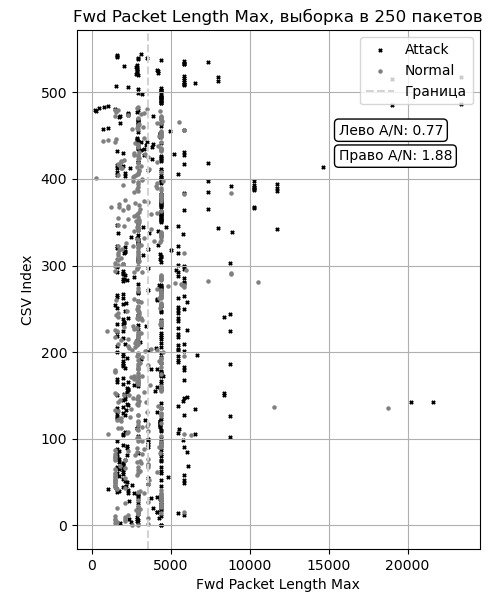 Fwd Packet Length Max, выборка в 250 пакетов
Attack
Normal
Граница
Лево A/N: 0.77
Право A/N: 1.88
CSV Index
500
400
300
200
100
0
0 5000 10000 15000 20000
Fwd Packet Length Max